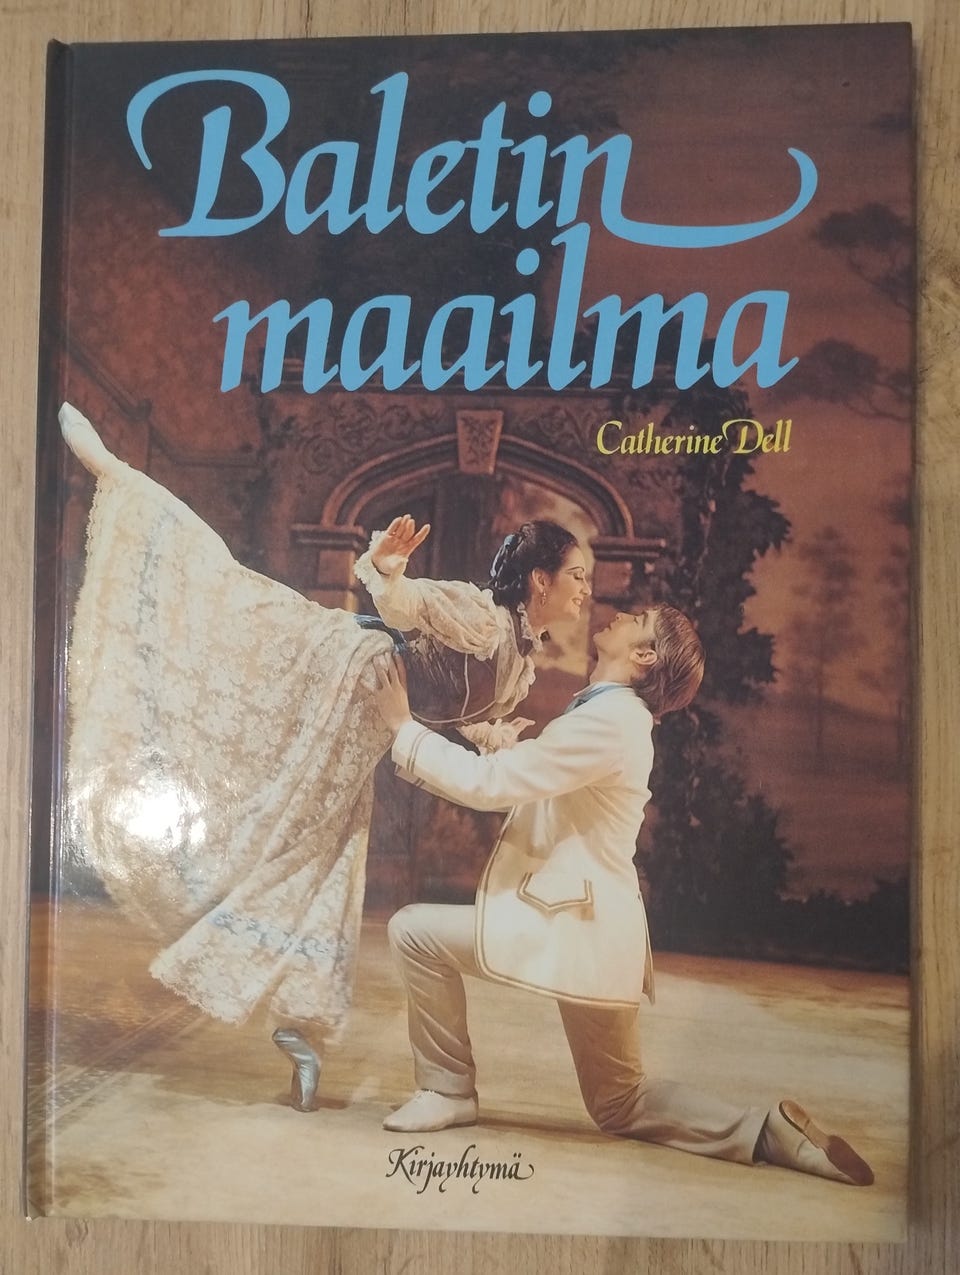 Baletin
maailma
Catherine Dell
Kirjayhtymä